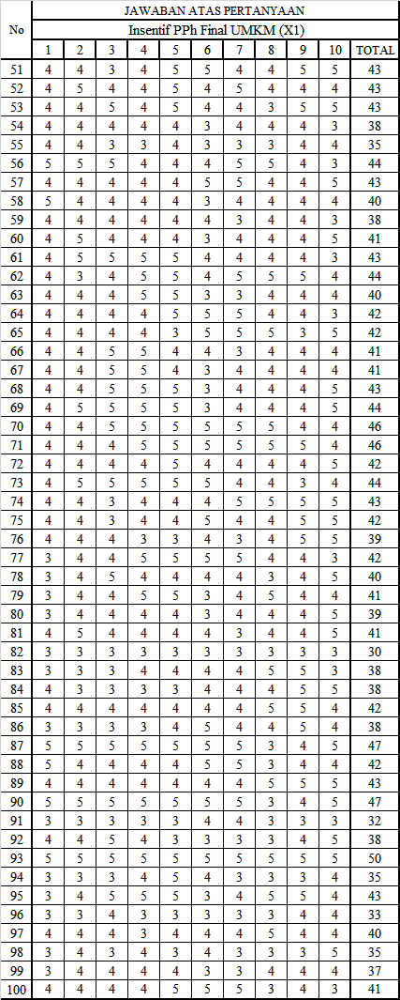 JAWABAN ATAS PERTANYAAN
No
Insentif PPh Final UMKM (X1)
1 2 3 4 5 6 7 8 9 10 TOTAL
51 4 4 3 4 5 5 4 4 5 5 43
52 4 5 4 4 5 4 5 4 4 4 43
53 4 4 5 4 5 4 4 3 5 5 43
54 4 4 4 4 4 3 4 4 4 3 38
55 4 4 3 3 4 3 3 3 4 4 35
56 5 5 5 4 4 4 5 5 4 3 44
57 4 4 4 4 4 5 5 4 4 5 43
58 5 4 4 4 4 3 4 4 4 4 40
59 4 4 4 4 4 4 3 4 4 3 38
60 4 5 4 4 4 3 4 4 4 5 41
61 4 5 5 5 5 4 4 4 4 3 43
62 4 3 4 5 5 4 5 5 5 4 44
63 4 4 4 5 5 3 3 4 4 4 40
64 4 4 4 4 5 5 5 4 4 3 42
65 4 4 4 4 3 5 5 5 3 5 42
66 4 4 5 5 4 4 3 4 4 4 41
67 4 4 5 5 4 3 4 4 4 4 41
68 4 4 5 5 5 3 4 4 4 5 43
69 4 5 5 5 5 3 4 4 4 5 44
70 4 4 5 5 5 5 5 5 4 4 46
71 4 4 4 5 5 5 5 5 5 4 46
72 4 4 4 4 5 4 4 4 4 5 42
73 4 5 5 5 5 5 4 4 3 4 44
74 4 4 3 4 4 4 5 5 5 5 43
75 4 4 3 4 4 5 4 4 5 5 42
76 4 4 4 3 3 4 3 4 5 5 39
77 3 4 4 5 5 5 5 4 4 3 42
78 3 4 5 4 4 4 4 3 4 5 40
79 3 4 4 5 5 3 4 5 4 4 41
80 3 4 4 4 4 3 4 4 4 5 39
81 4 5 4 4 4 4 3 4 4 5 41
82 3 3 3 3 3 3 3 3 3 3 30
83 3 3 3 4 4 4 4 5 5 3 38
84 4 3 3 3 3 4 4 4 5 5 38
85 4 4 4 4 4 4 4 5 5 4 42
86 3 3 3 3 4 5 4 4 5 4 38
87 5 5 5 5 5 5 5 3 4 5 47
88 5 4 4 4 4 5 5 3 4 4 42
89 4 4 4 4 4 4 4 5 5 5 43
90 5 5 5 5 5 5 5 3 4 5 47
91 3 3 3 3 3 4 4 3 3 3 32
92 4 4 5 4 3 3 3 3 4 5 38
93 5 5 5 5 5 5 5 5 5 5 50
94 3 3 3 4 5 4 3 3 3 4 35
95 3 4 5 5 5 3 4 5 5 4 43
96 3 3 4 3 3 3 3 3 4 4 33
97 4 4 4 3 4 4 4 5 4 4 40
98 3 4 3 4 3 4 3 3 3 5 35
99 3 4 4 4 4 3 3 4 4 4 37
100 4 4 4 4 5 5 5 3 4 3 41